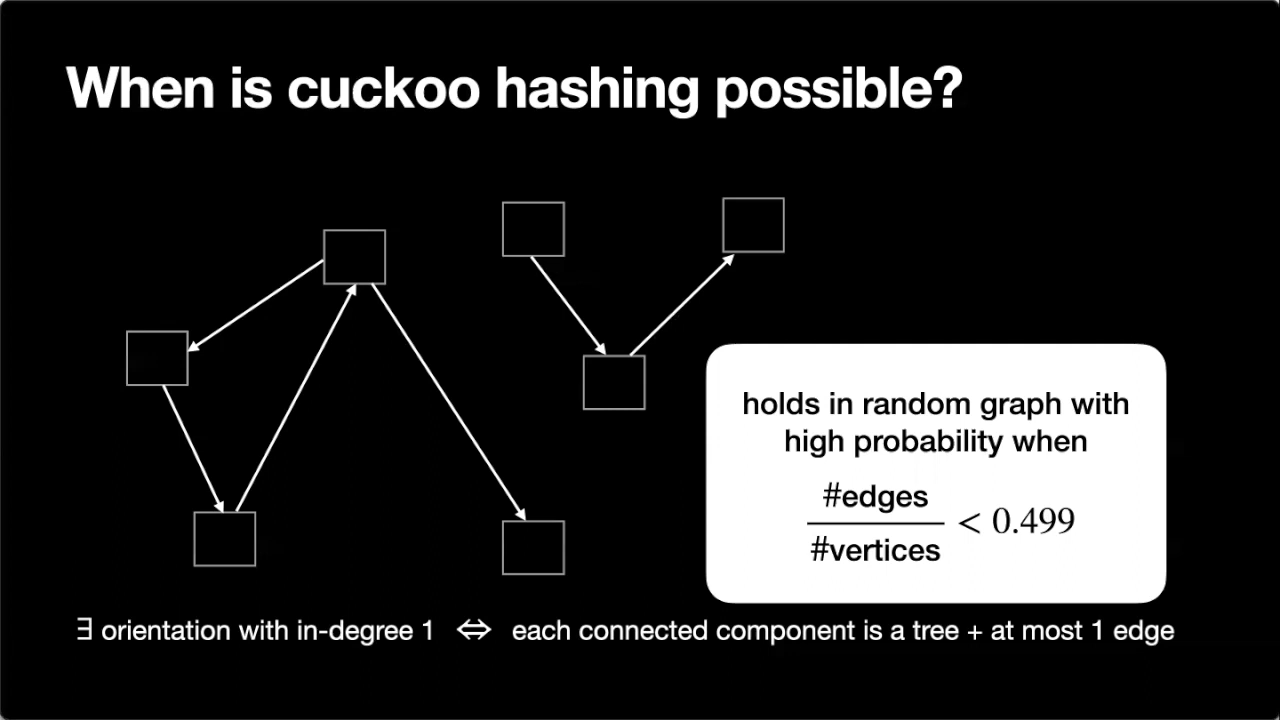 When is cuckoo hashing possible?
holds in random graph with
high probability when
#edges
#vertices
< 0.499
∃ orientation with in-degree 1 ⇔ each connected component is a tree + at most 1 edge